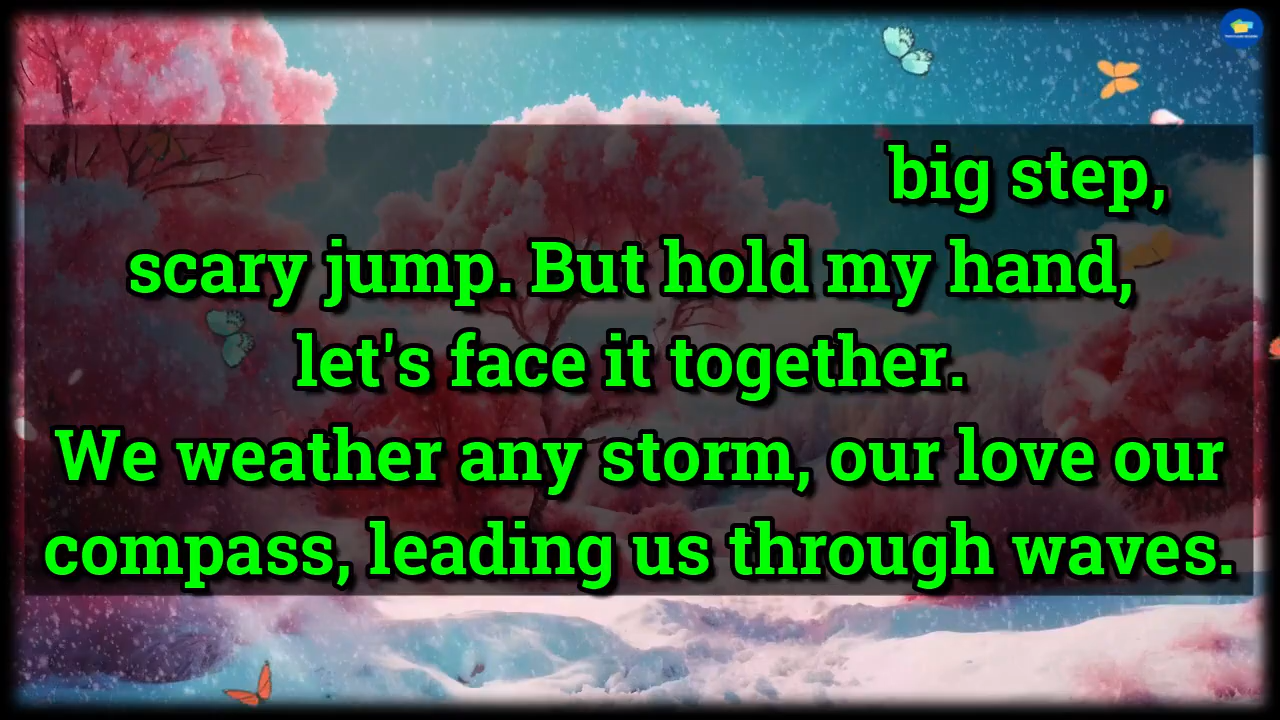 big step,
scary jump. But hold my hand,
let's face it together.
We weather any storm, our love our
compass, leading us through waves.